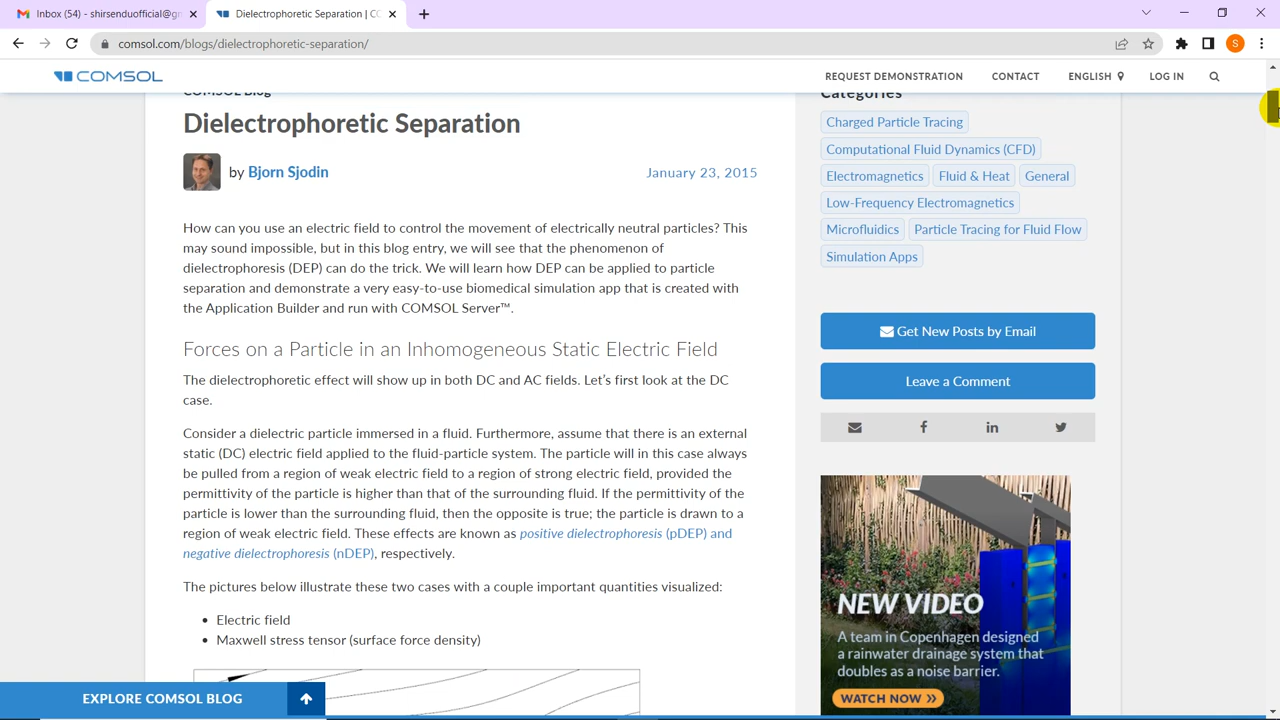 Inbox (54) - shirsenduofficial@gm
Dielectrophoretic Separation | CO
comsol.com/blogs/dielectrophoretic-separation/
S
COMSOL
REQUEST DEMONSTRATION
CONTACT
ENGLISH
LOG IN
COMSOL Blog
Dielectrophoretic Separation
by Bjorn Sjodin
January 23, 2015
How can you use an electric field to control the movement of electrically neutral particles? This
may sound impossible, but in this blog entry, we will see that the phenomenon of
dielectrophoresis (DEP) can do the trick. We will learn how DEP can be applied to particle
separation and demonstrate a very easy-to-use biomedical simulation app that is created with
the Application Builder and run with COMSOL Server™.
Forces on a Particle in an Inhomogeneous Static Electric Field
The dielectrophoretic effect will show up in both DC and AC fields. Let's first look at the DC
case.
Consider a dielectric particle immersed in a fluid. Furthermore, assume that there is an external
static (DC) electric field applied to the fluid-particle system. The particle will in this case always
be pulled from a region of weak electric field to a region of strong electric field, provided the
permittivity of the particle is higher than that of the surrounding fluid. If the permittivity of the
particle is lower than the surrounding fluid, then the opposite is true; the particle is drawn to a
region of weak electric field. These effects are known as positive dielectrophoresis (pDEP) and
negative dielectrophoresis (nDEP), respectively.
The pictures below illustrate these two cases with a couple important quantities visualized:
• Electric field
• Maxwell stress tensor (surface force density)
EXPLORE COMSOL BLOG
Categories
Charged Particle Tracing
Computational Fluid Dynamics (CFD)
Electromagnetics
Fluid & Heat
General
Low-Frequency Electromagnetics
Microfluidics
Particle Tracing for Fluid Flow
Simulation Apps
Get New Posts by Email
Leave a Comment
NEW VIDEO
A team in Copenhagen designed
a rainwater drainage system that
doubles as a noise barrier.
WATCH NOW